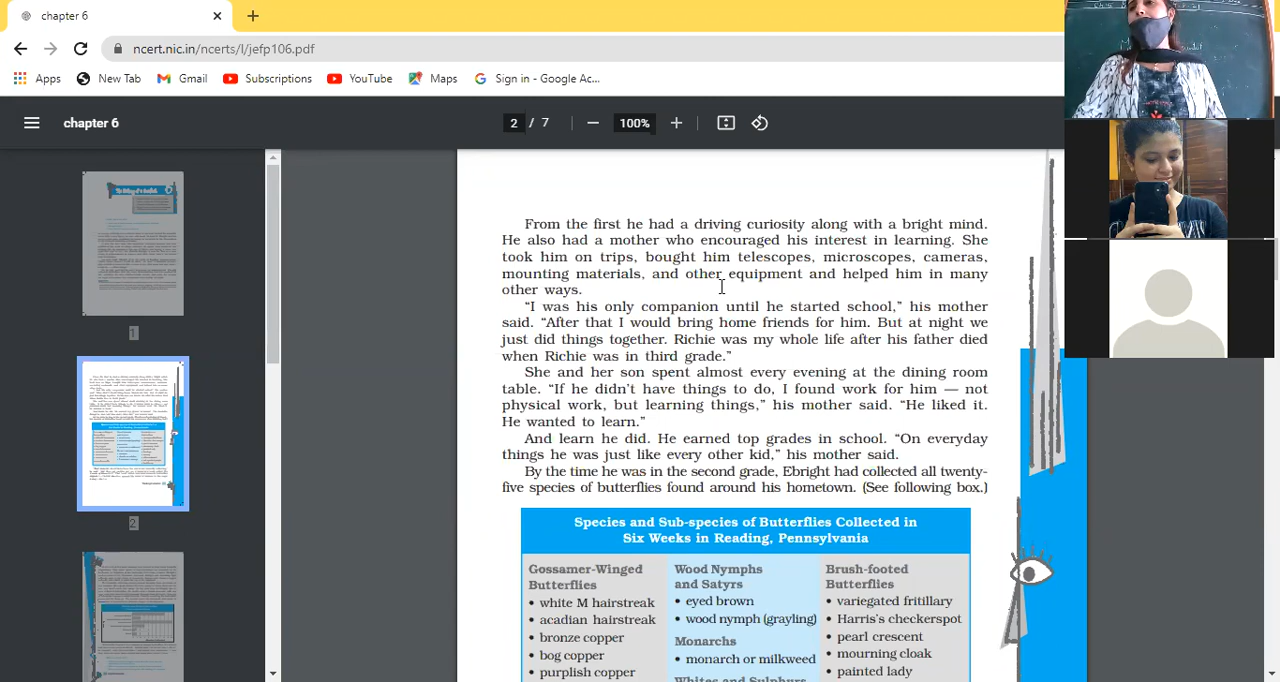 chapter 6
ncert.nic.in/ncerts/l/jefp106.pdf
Apps New Tab Gmail Subscriptions YouTube Maps Sign in - Google Ac...
chapter 6
2 / 7
100%
1
2
From the first he had a driving curiosity along with a bright mind.
He also had a mother who encouraged his interest in learning. She
took him on trips, bought him telescopes, microscopes, cameras,
mounting materials, and other equipment and helped him in many
other ways.
“I was his only companion until he started school,” his mother
said. “After that I would bring home friends for him. But at night we
just did things together. Richie was my whole life after his father died
when Richie was in third grade.”
She and her son spent almost every evening at the dining room
table. “If he didn’t have things to do, I found work for him — not
physical work, but learning things,” his mother said. “He liked it.
He wanted to learn.”
And learn he did. He earned top grades in school. “On everyday
things he was just like every other kid,” his mother said.
By the time he was in the second grade, Ebright had collected all twenty-
five species of butterflies found around his hometown. (See following box.)
Species and Sub-species of Butterflies Collected in
Six Weeks in Reading, Pennsylvania
Gossamer-Winged
Butterflies
• white M hairstreak
• acadian hairstreak
• bronze copper
• bog copper
• purplish copper
Wood Nymphs
and Satyrs
• eyed brown
• wood nymph (grayling)
Monarchs
• monarch or milkweed
Whites and Sulphurs
Brush-footed
Butterflies
• variegated fritillary
• Harris’s checkerspot
• pearl crescent
• mourning cloak
• painted lady